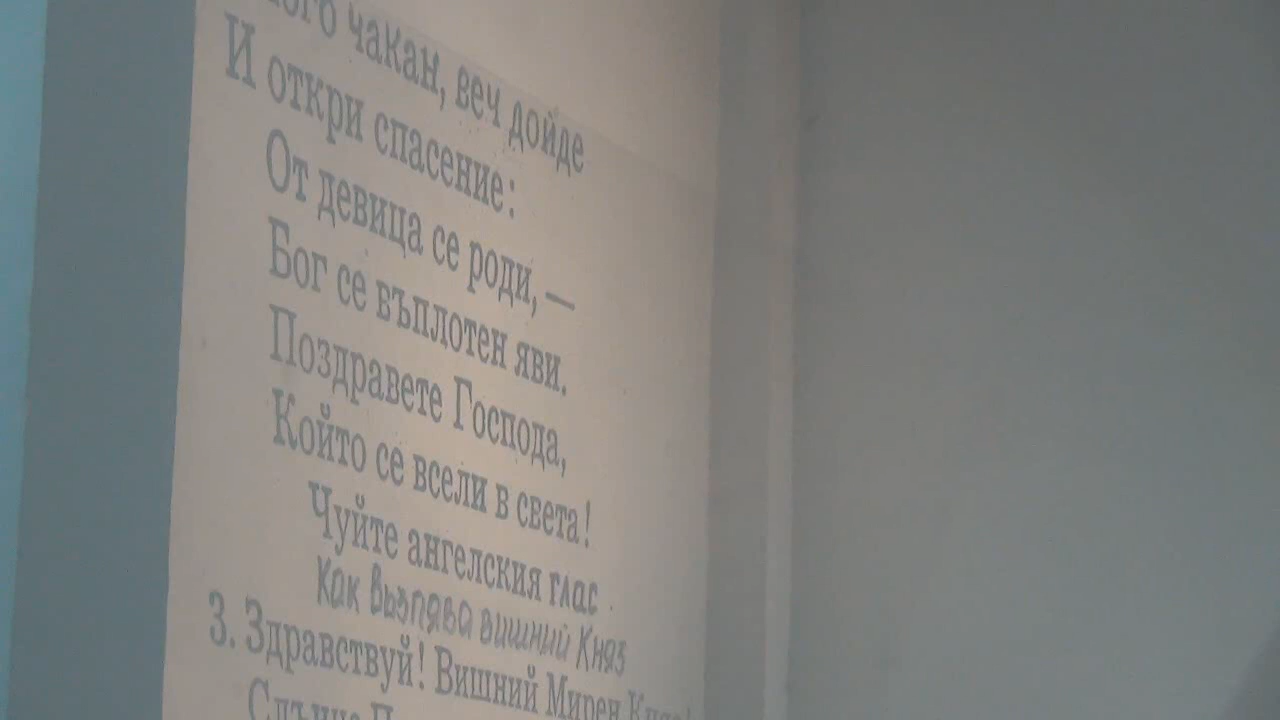 чакан, веч дойде
И откри спасение:
От девица се роди, —
Бог се въплотен яви.
Поздравете Господа,
Който се всели в света!
Чуйте ангелския глас
Как възпява вишний Княз
3. Здравствуй! Вишний Мирен Княз!